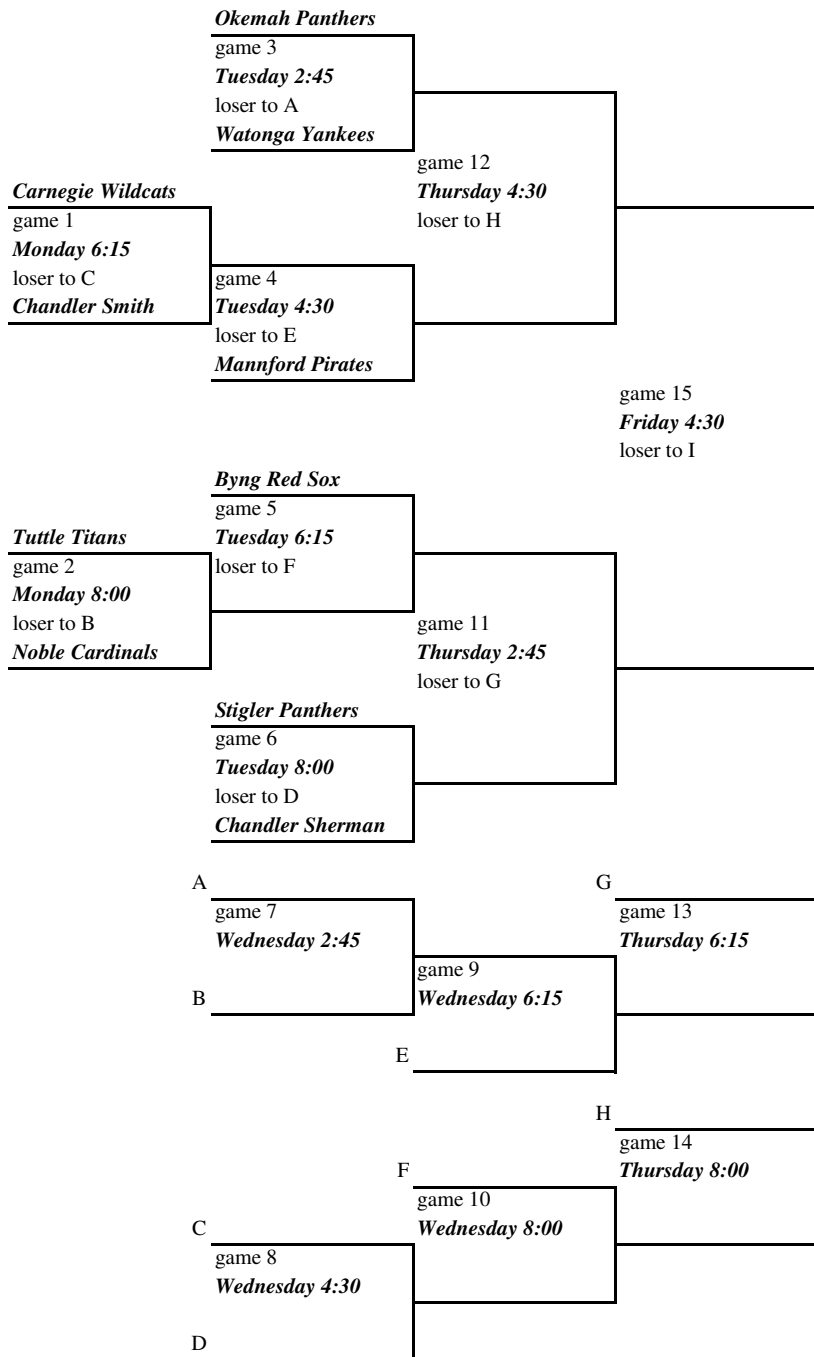 Okemah Panthers
game 3
Tuesday 2:45
loser to A
Watonga Yankees
game 12
Thursday 4:30
loser to H
Carnegie Wildcats
game 1
Monday 6:15
loser to C
Chandler Smith
game 4
Tuesday 4:30
loser to E
Mannford Pirates
game 15
Friday 4:30
loser to I
Byng Red Sox
game 5
Tuesday 6:15
loser to F
Tuttle Titans
game 2
Monday 8:00
loser to B
Noble Cardinals
game 11
Thursday 2:45
loser to G
Stigler Panthers
game 6
Tuesday 8:00
loser to D
Chandler Sherman
A
game 7
Wednesday 2:45
B
game 9
Wednesday 6:15
E
G
game 13
Thursday 6:15
H
game 14
Thursday 8:00
F
game 10
Wednesday 8:00
C
game 8
Wednesday 4:30
D